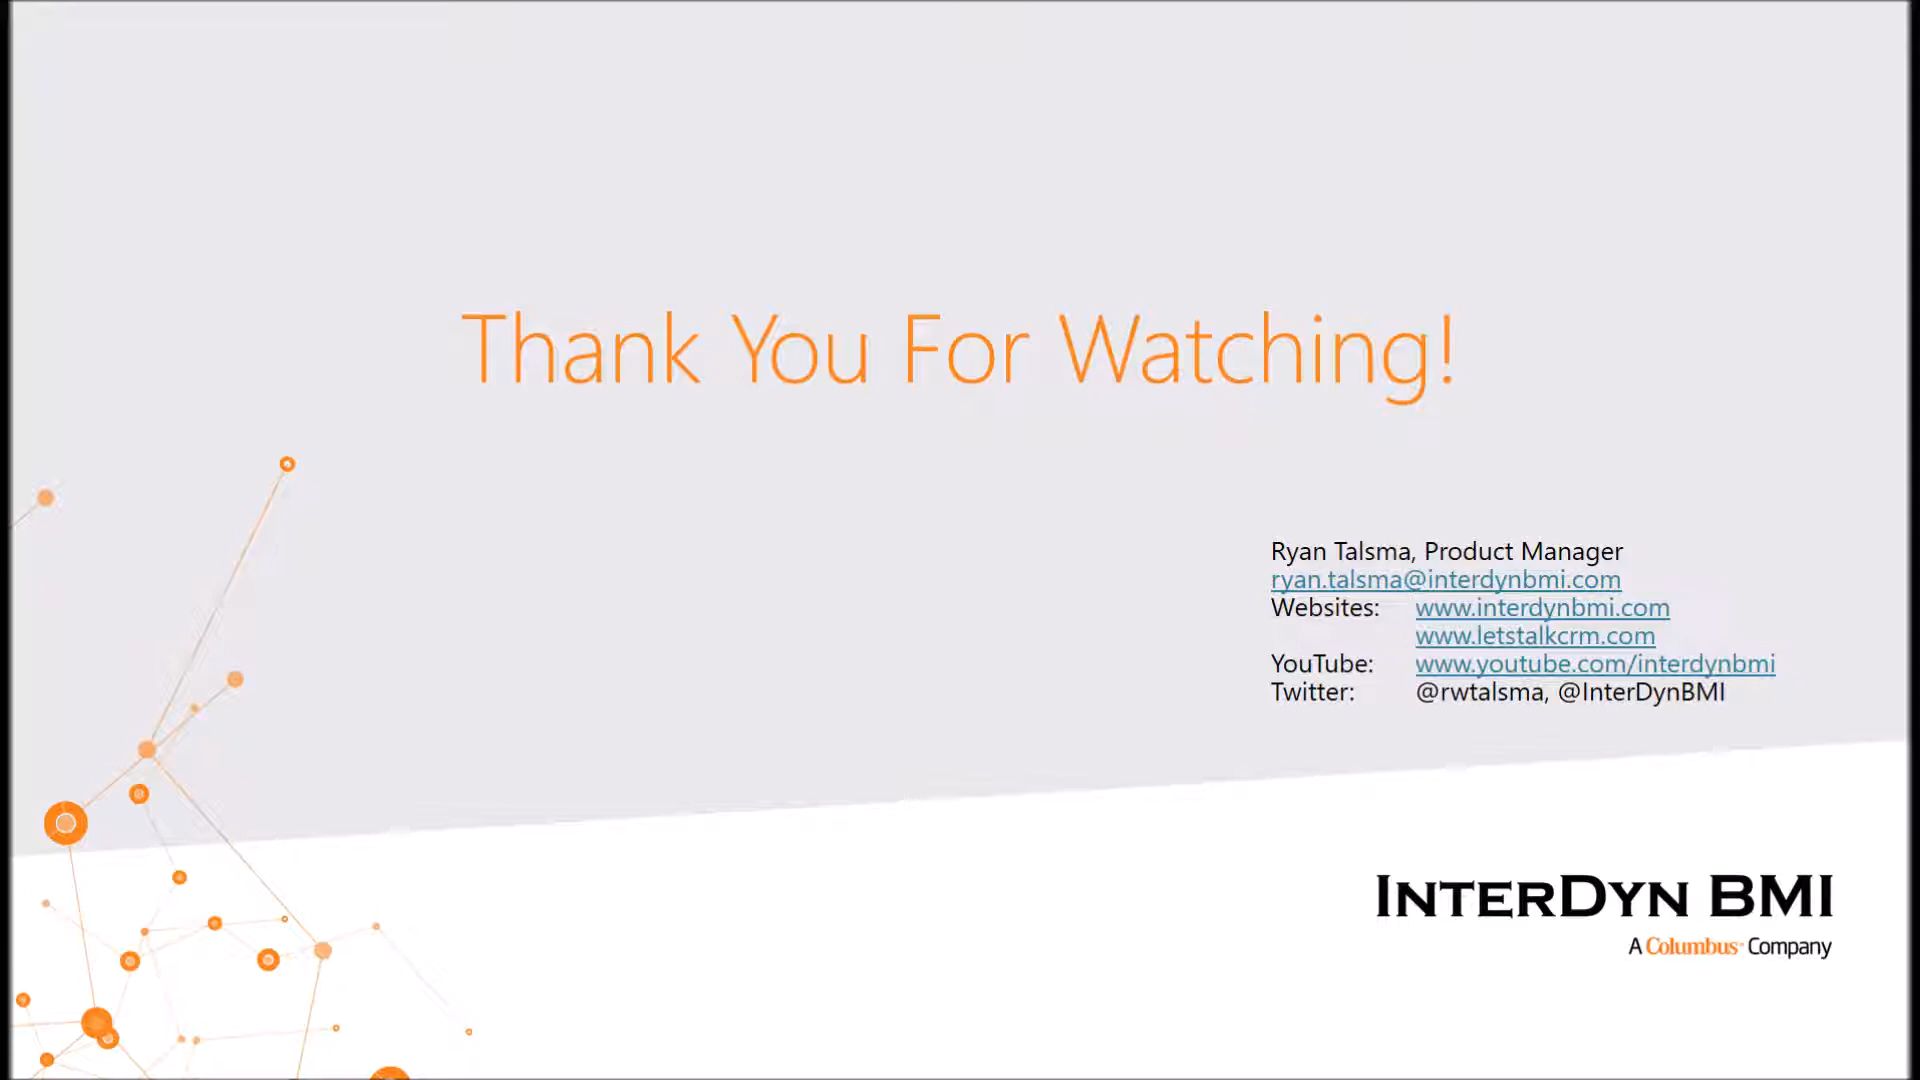 Thank You For Watching!
Ryan Talsma, Product Manager
ryan.talsma@interdynbmi.com
Websites: www.interdynbmi.com
www.letstalkcrm.com
YouTube: www.youtube.com/interdynbmi
Twitter: @rwtalsma, @InterDynBMI
INTERDYN BMI
A Columbus Company